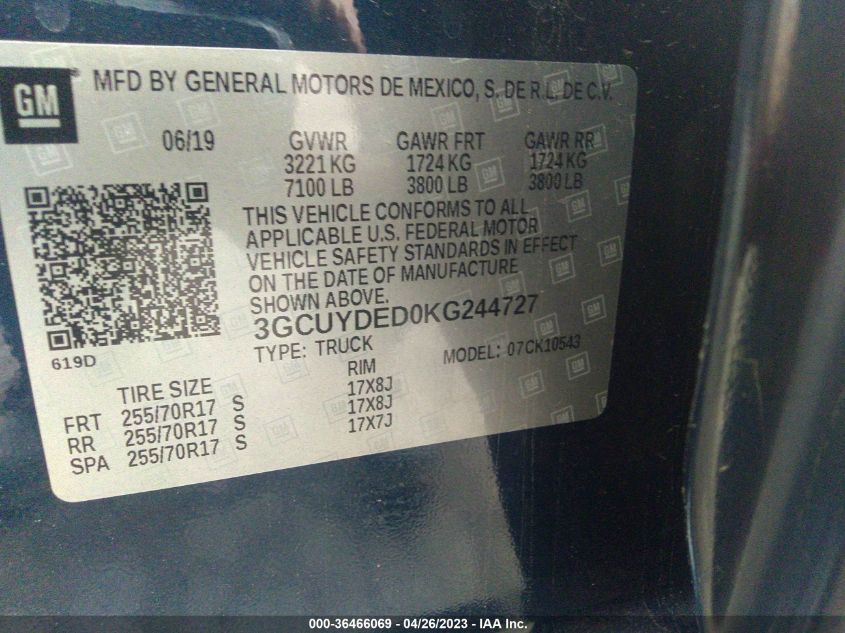 GM
MFD BY GENERAL MOTORS DE MEXICO, S. DE R.L. DE C.V.
06/19 GVWR GAWR FRT GAWR RR
3221 KG 1724 KG 1724 KG
7100 LB 3800 LB 3800 LB
THIS VEHICLE CONFORMS TO ALL
APPLICABLE U.S. FEDERAL MOTOR
VEHICLE SAFETY STANDARDS IN EFFECT
ON THE DATE OF MANUFACTURE
SHOWN ABOVE.
3GCUYDED0KG244727
619D TYPE: TRUCK MODEL: 07CK10543
TIRE SIZE RIM
FRT 255/70R17 S 17X8J
RR 255/70R17 S 17X8J
SPA 255/70R17 S 17X7J
000-36466069 - 04/26/2023 - IAA Inc.